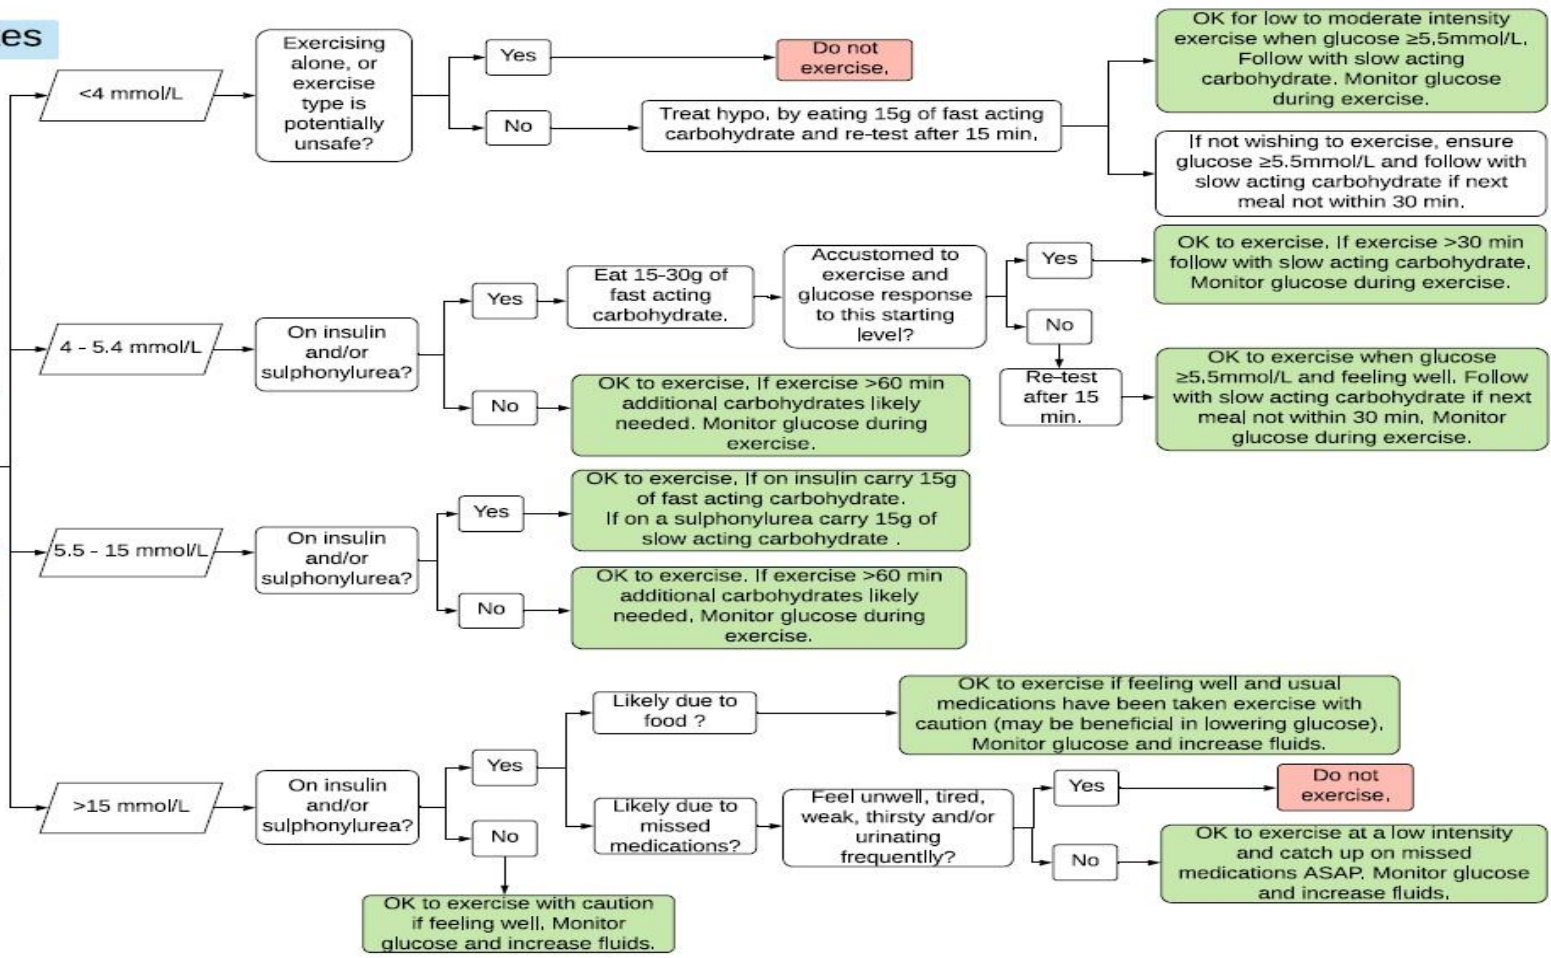 es
<4 mmol/L
Exercising
alone, or
exercise
type is
potentially
unsafe?
Yes
Do not
exercise.
No
Treat hypo, by eating 15g of fast acting
carbohydrate and re-test after 15 min.
OK for low to moderate intensity
exercise when glucose ≥5.5mmol/L.
Follow with slow acting
carbohydrate. Monitor glucose
during exercise.
If not wishing to exercise, ensure
glucose ≥5.5mmol/L and follow with
slow acting carbohydrate if next
meal not within 30 min.
4 - 5.4 mmol/L
On insulin
and/or
sulphonylurea?
Yes
Eat 15-30g of
fast acting
carbohydrate.
Accustomed to
exercise and
glucose response
to this starting
level?
Yes
OK to exercise. If exercise >30 min
follow with slow acting carbohydrate.
Monitor glucose during exercise.
No
Re-test
after 15
min.
OK to exercise when glucose
≥5.5mmol/L and feeling well. Follow
with slow acting carbohydrate if next
meal not within 30 min. Monitor
glucose during exercise.
No
OK to exercise. If exercise >60 min
additional carbohydrates likely
needed. Monitor glucose during
exercise.
5.5 - 15 mmol/L
On insulin
and/or
sulphonylurea?
Yes
OK to exercise. If on insulin carry 15g
of fast acting carbohydrate.
If on a sulphonylurea carry 15g of
slow acting carbohydrate .
No
OK to exercise. If exercise >60 min
additional carbohydrates likely
needed. Monitor glucose during
exercise.
>15 mmol/L
On insulin
and/or
sulphonylurea?
Yes
Likely due to
food ?
OK to exercise if feeling well and usual
medications have been taken exercise with
caution (may be beneficial in lowering glucose).
Monitor glucose and increase fluids.
Likely due to
missed
medications?
Feel unwell, tired,
weak, thirsty and/or
urinating
frequentlly?
Yes
Do not
exercise.
No
OK to exercise at a low intensity
and catch up on missed
medications ASAP. Monitor glucose
and increase fluids.
No
OK to exercise with caution
if feeling well. Monitor
glucose and increase fluids.